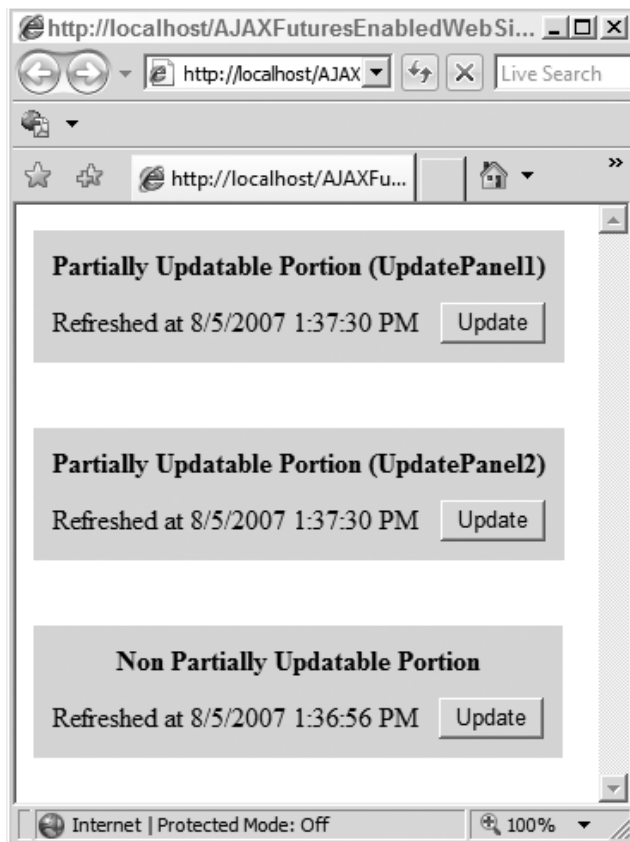 http://localhost/AJAXFuturesEnabledWebSi...
http://localhost/AJAX
Live Search
http://localhost/AJAXFu...
»
Partially Updatable Portion (UpdatePanel1)
Refreshed at 8/5/2007 1:37:30 PM Update
Partially Updatable Portion (UpdatePanel2)
Refreshed at 8/5/2007 1:37:30 PM Update
Non Partially Updatable Portion
Refreshed at 8/5/2007 1:36:56 PM Update
Internet | Protected Mode: Off 100%